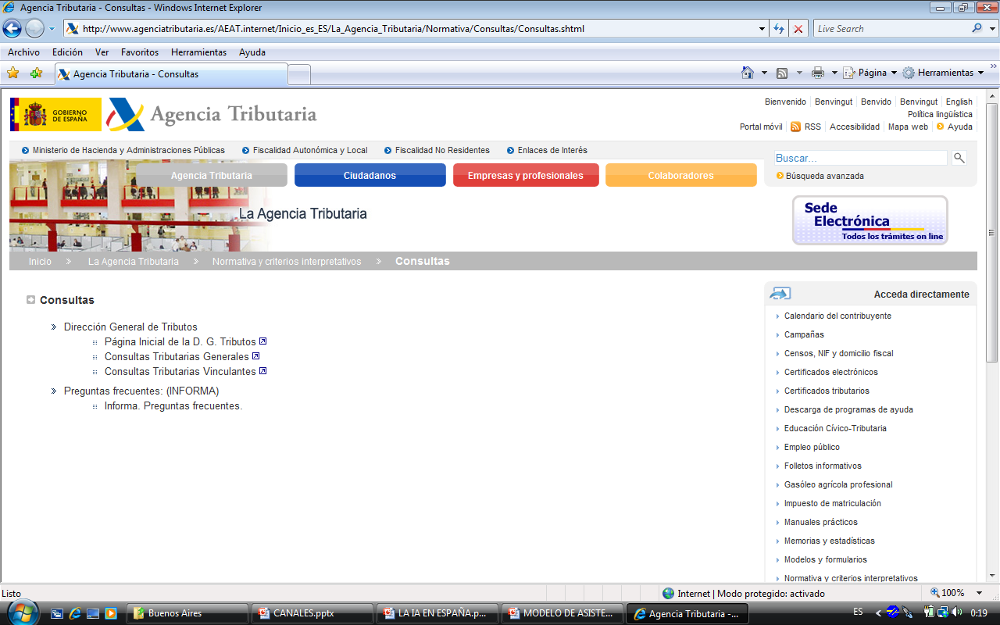 Agencia Tributaria - Consultas - Windows Internet Explorer
http://www.agenciatributaria.es/AEAT.internet/Inicio_es_ES/La_Agencia_Tributaria/Normativa/Consultas/Consultas.shtml
Live Search
Archivo Edición Ver Favoritos Herramientas Ayuda
Agencia Tributaria - Consultas
Página Herramientas
GOBIERNO DE ESPAÑA
Agencia Tributaria
Bienvenido Benvingut Benvido Benvingut English
Política lingüística
Portal móvil RSS Accesibilidad Mapa web Ayuda
Ministerio de Hacienda y Administraciones Públicas Fiscalidad Autonómica y Local Fiscalidad No Residentes Enlaces de Interés
Buscar...
Búsqueda avanzada
Agencia Tributaria Ciudadanos Empresas y profesionales Colaboradores
La Agencia Tributaria
Sede
Electrónica
Todos los trámites on line
Inicio » La Agencia Tributaria » Normativa y criterios interpretativos » Consultas
Consultas
Dirección General de Tributos
Página Inicial de la D. G. Tributos
Consultas Tributarias Generales
Consultas Tributarias Vinculantes
Preguntas frecuentes: (INFORMA)
Informa. Preguntas frecuentes.
Acceda directamente
Calendario del contribuyente
Campañas
Censos, NIF y domicilio fiscal
Certificados electrónicos
Certificados tributarios
Descarga de programas de ayuda
Educación Cívico-Tributaria
Empleo público
Folletos informativos
Gasóleo agrícola profesional
Impuesto de matriculación
Manuales prácticos
Memorias y estadísticas
Modelos y formularios
Normativa y criterios interpretativos
Listo
Internet | Modo protegido: activado
100%
Buenos Aires
CANALES.pptx
LA IA EN ESPAÑA.p...
MODELO DE ASISTE...
Agencia Tributaria -...
ES
0:19